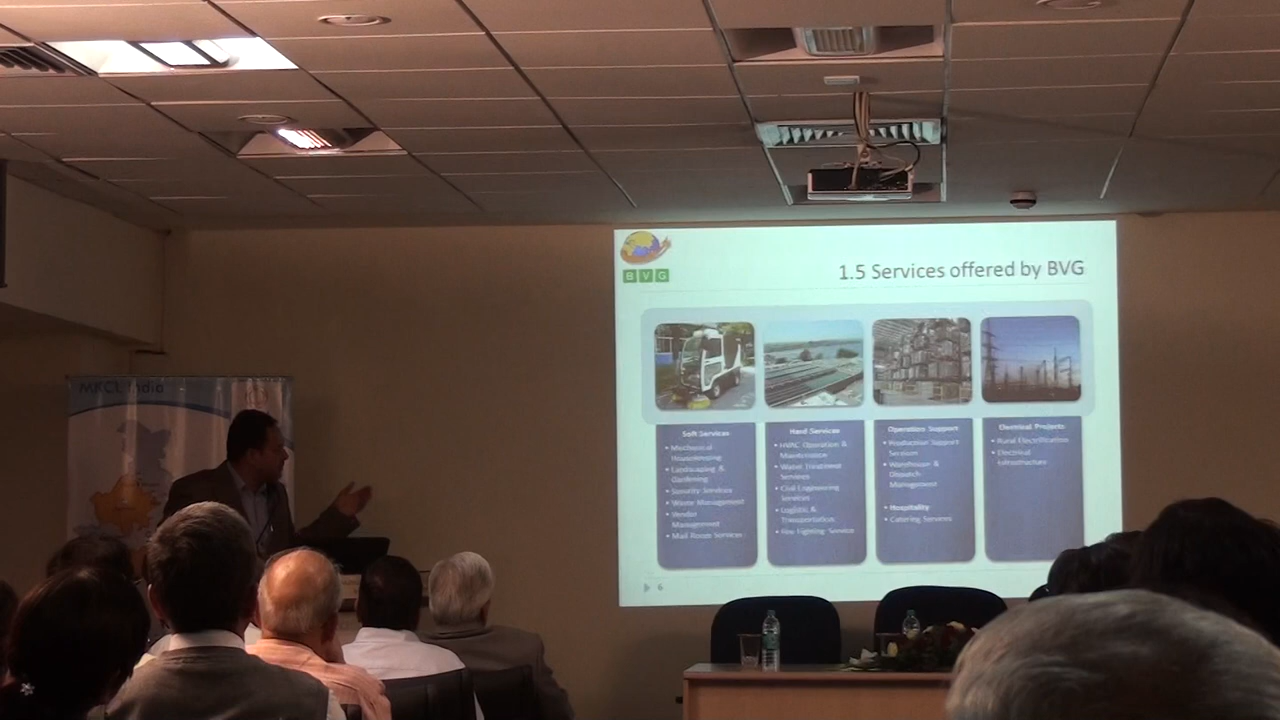 BVG
1.5 Services offered by BVG
MKCL India
Soft Services
• Mechanical
Housekeeping
• Landscaping &
Gardening
• Security Services
• Waste Management
• Vendor
Management
• Mail Room Services
Hard Services
• HVAC Operation &
Maintenance
• Water Treatment
Services
• Civil Engineering
Services
• Logistic &
Transportation
• Fire Fighting Service
Operation Support
• Production Support
Services
• Warehouse &
Dispatch
Management
• Hospitality
• Catering Services
Electrical Projects
• Rural Electrification
• Electrical
Infrastructure
6